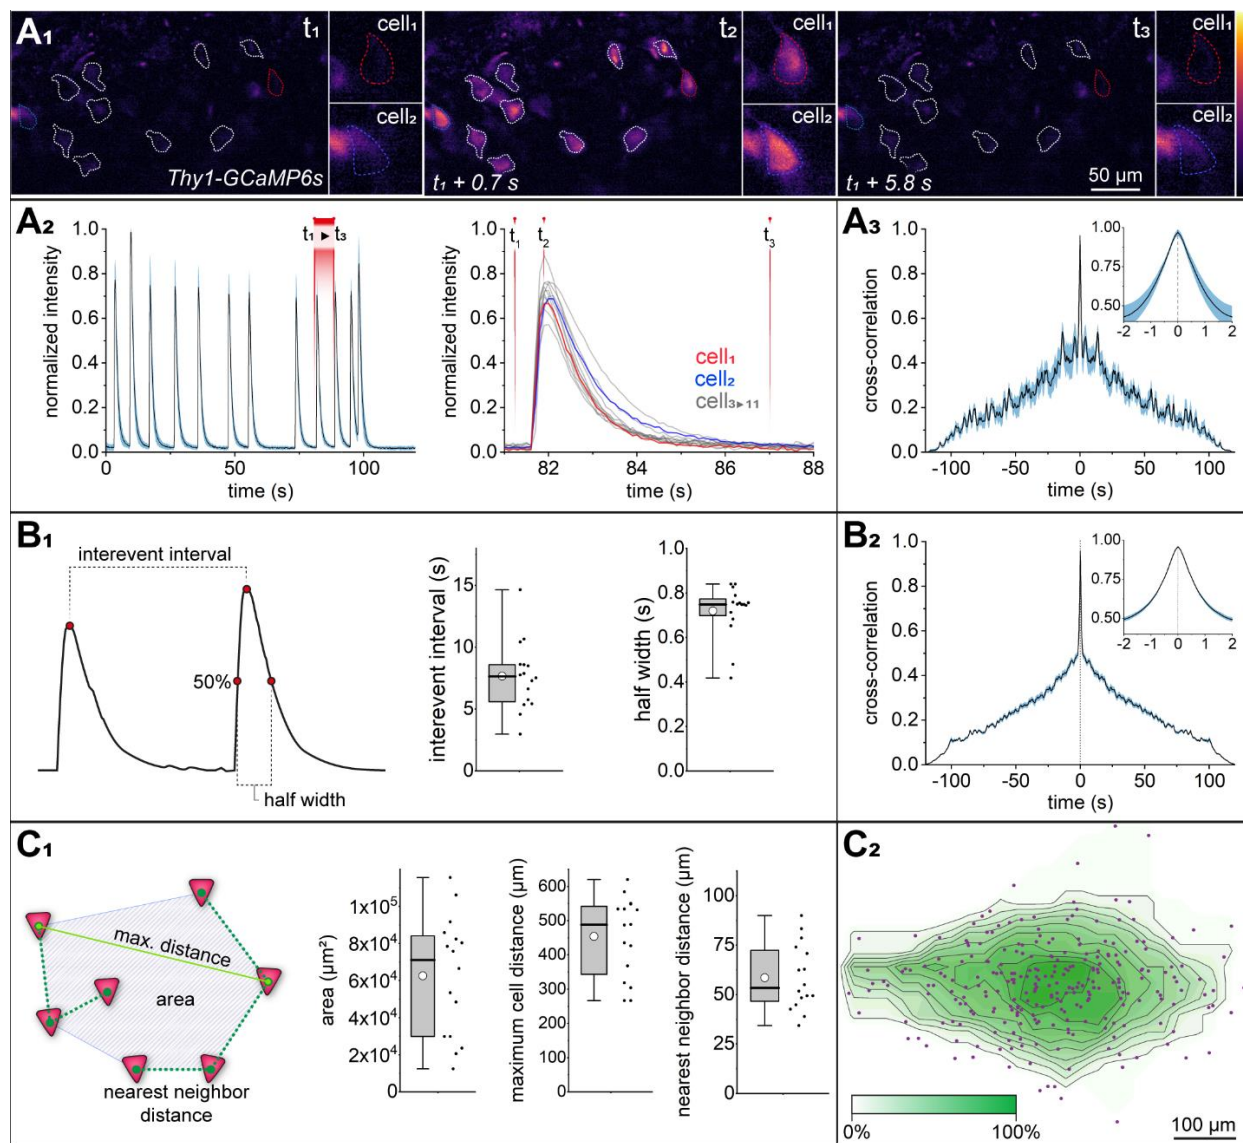 A₁
t₁
cell₁
cell₂
Thy1-GCaMP6s
t₂
cell₁
cell₂
t₁ + 0.7 s
t₃
cell₁
cell₂
t₁ + 5.8 s
50 µm
A₂
normalized intensity
1.0
0.8
0.6
0.4
0.2
0.0
0
50
100
time (s)
t₁ ▸ t₃
normalized intensity
1.0
0.8
0.6
0.4
0.2
0.0
82
84
86
88
time (s)
t₁
t₂
t₃
cell₁
cell₂
cell₃▸₁₁
A₃
cross-correlation
1.0
0.8
0.6
0.4
0.2
0.0
-100
-50
0
50
100
time (s)
1.00
0.75
0.50
-2
-1
0
1
2
B₁
interevent interval
50%
half width
interevent interval (s)
15
10
5
0
half width (s)
1.0
0.8
0.6
0.4
0.2
0.0
B₂
cross-correlation
1.0
0.8
0.6
0.4
0.2
0.0
-100
-50
0
50
100
time (s)
1.00
0.75
0.50
-2
-1
0
1
2
C₁
max. distance
area
nearest neighbor
distance
area (µm²)
1x10⁵
8x10⁴
6x10⁴
4x10⁴
2x10⁴
0
maximum cell distance (µm)
600
500
400
300
200
100
0
nearest neighbor distance (µm)
100
75
50
25
0
C₂
0%
100%
100 µm